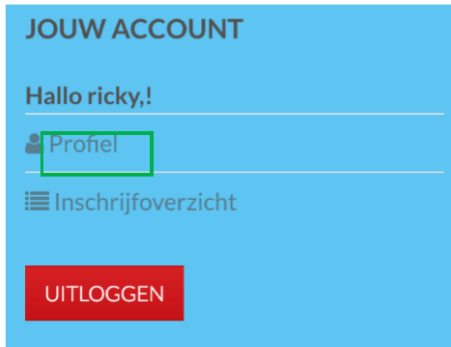 JOUW ACCOUNT
Hallo ricky,!
Profiel
Inschrijfoverzicht
UITLOGGEN